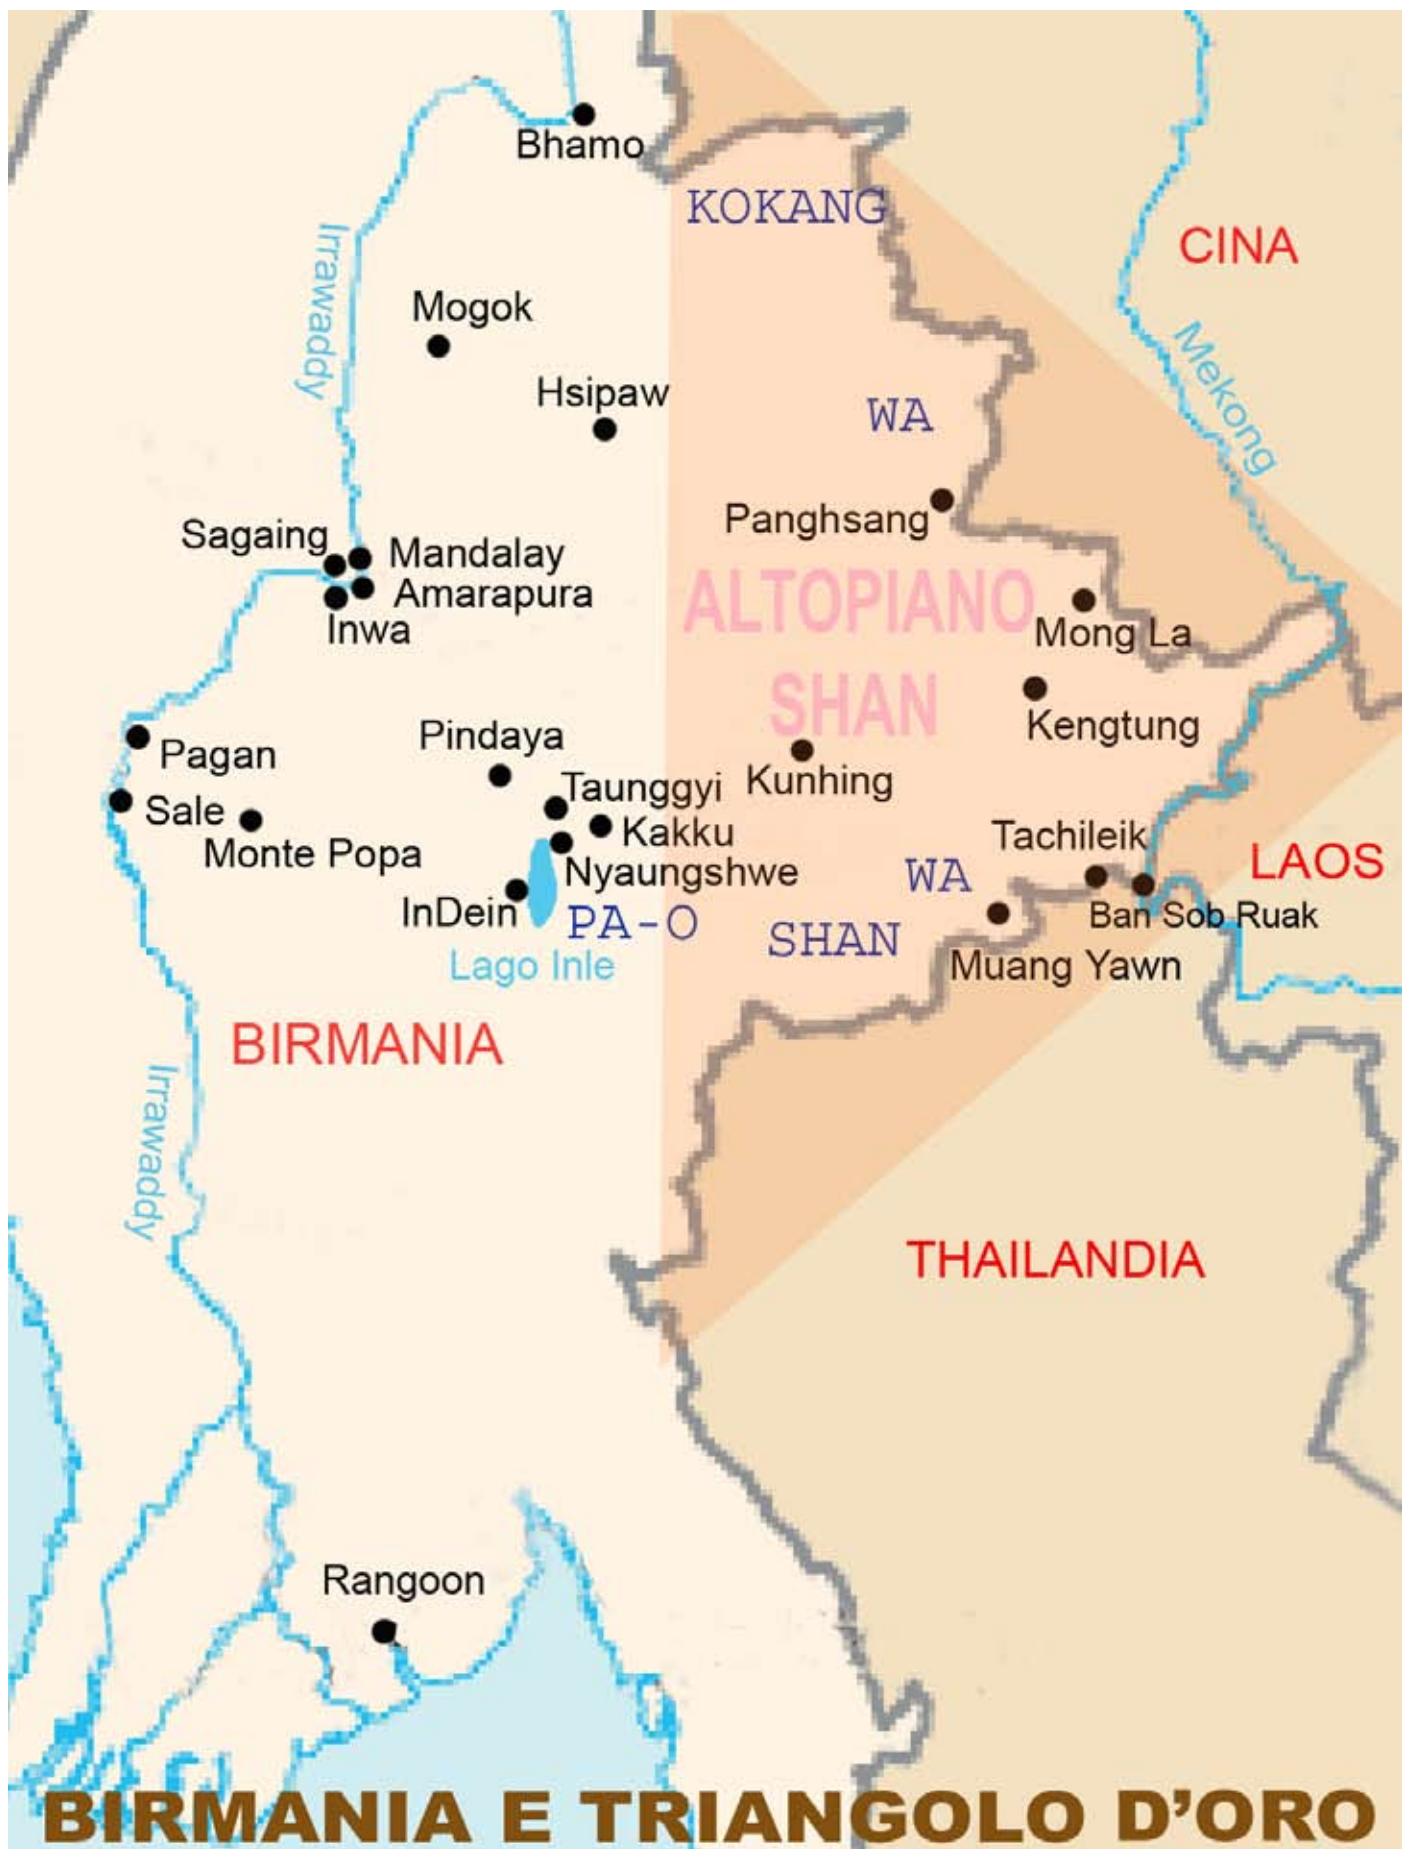 Bhamo
KOKANG
CINA
Irrawaddy
Mogok
Mekong
Hsipaw
WA
Panghsang
Sagaing
Mandalay
Amarapura
Inwa
ALTOPIANO
SHAN
Mong La
Kengtung
Pagan
Pindaya
Kunhing
Sale
Monte Popa
Taunggyi
Kakku
Nyaungshwe
Tachileik
LAOS
InDein
PA-O
WA
SHAN
Ban Sob Ruak
Lago Inle
Muang Yawn
BIRMANIA
Irrawaddy
THAILANDIA
Rangoon
BIRMANIA E TRIANGOLO D'ORO